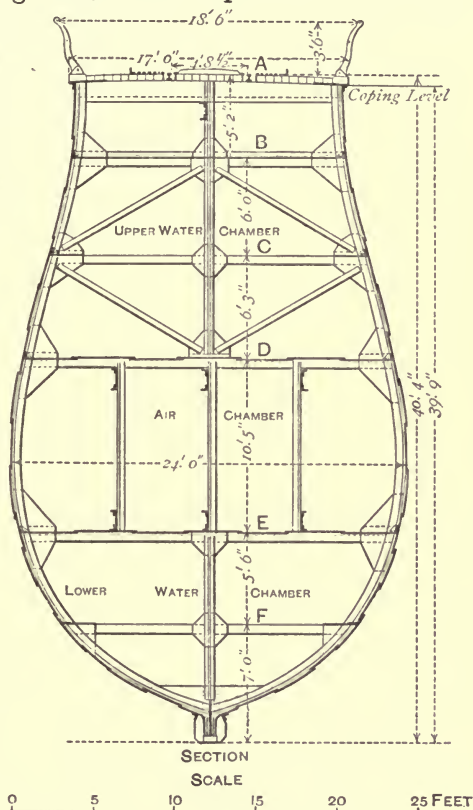 18.'6"
17.'0"
4.'8½"
A
3.'6"
Coping Level
5.'2"
B
6.'0"
UPPER WATER CHAMBER
C
6.'3"
D
AIR CHAMBER
10.'5"
40.'4"
39.'9"
24.'0"
E
5.'6"
LOWER WATER CHAMBER
F
7.'0"
SECTION
SCALE
0 5 10 15 20 25 FEET